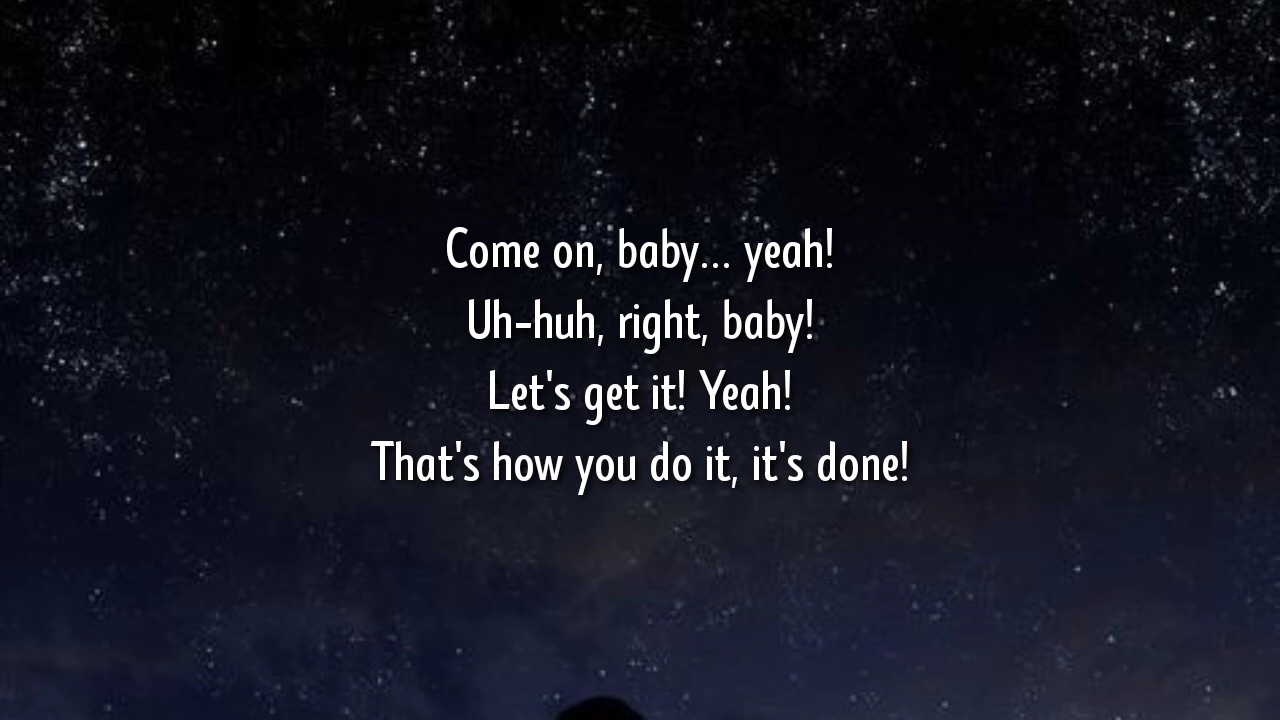 Come on, baby... yeah!
Uh-huh, right, baby!
Let's get it! Yeah!
That's how you do it, it's done!